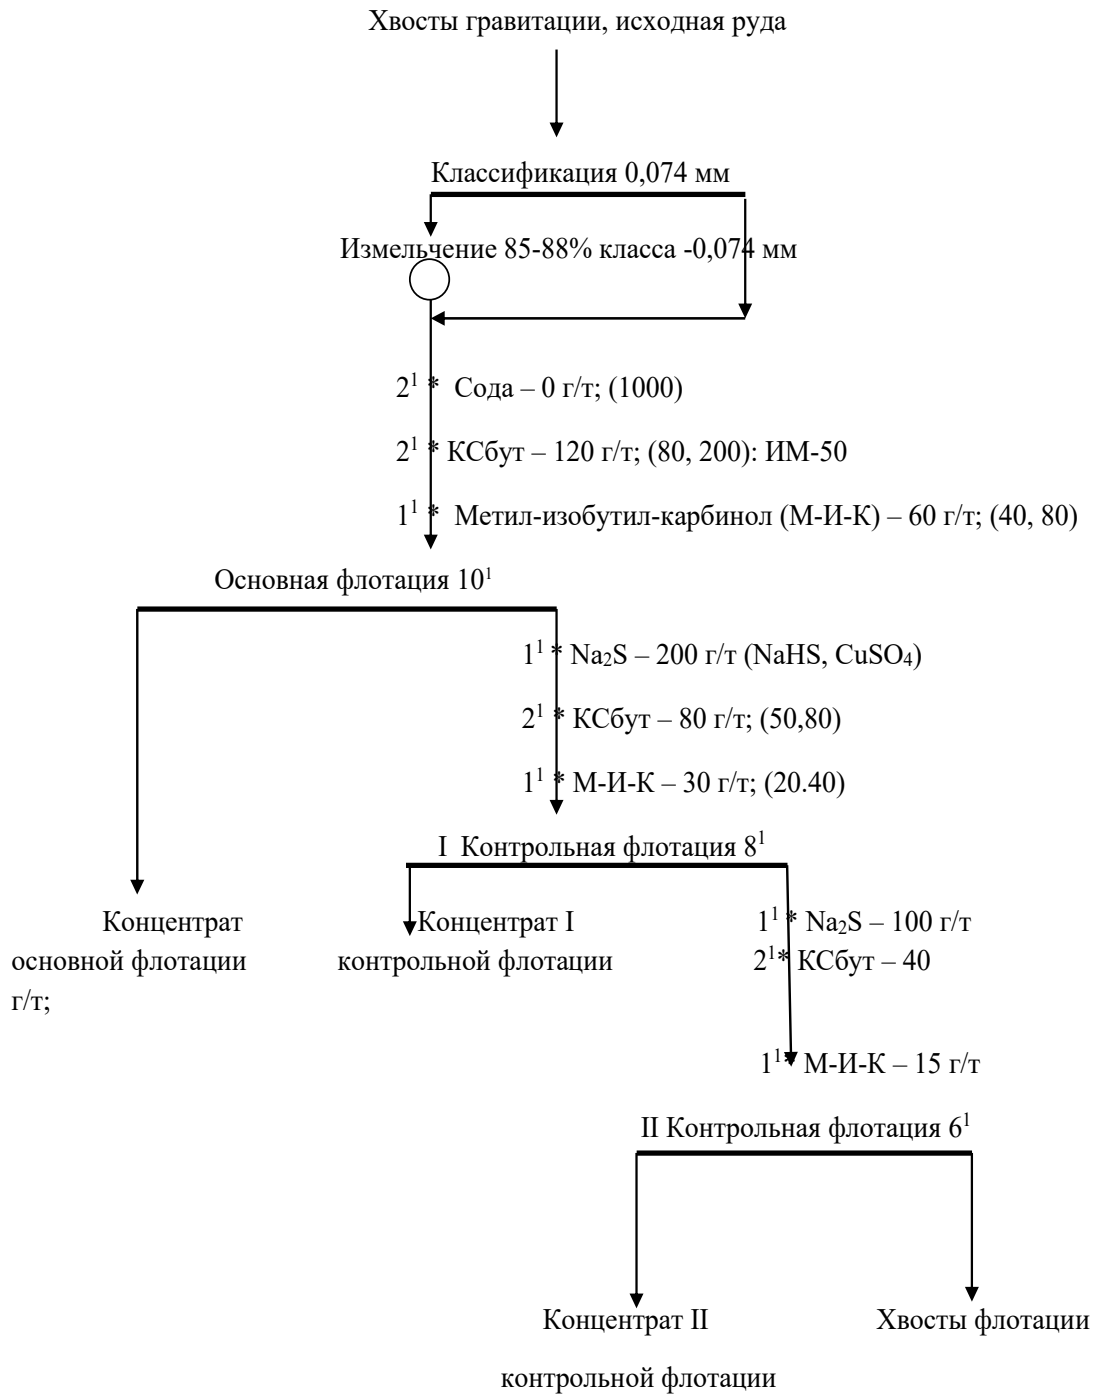 Хвосты гравитации, исходная руда
Классификация 0,074 мм
Измельчение 85-88% класса -0,074 мм
2¹ * Сода – 0 г/т; (1000)
2¹ * КСбут – 120 г/т; (80, 200): ИМ-50
1¹ * Метил-изобутил-карбинол (М-И-К) – 60 г/т; (40, 80)
Основная флотация 10¹
1¹ * Na₂S – 200 г/т (NaHS, CuSO₄)
2¹ * КСбут – 80 г/т; (50,80)
1¹ * М-И-К – 30 г/т; (20.40)
I Контрольная флотация 8¹
Концентрат
основной флотации
г/т;
Концентрат I
контрольной флотации
1¹ * Na₂S – 100 г/т
2¹* КСбут – 40
1¹* М-И-К – 15 г/т
II Контрольная флотация 6¹
Концентрат II
контрольной флотации
Хвосты флотации